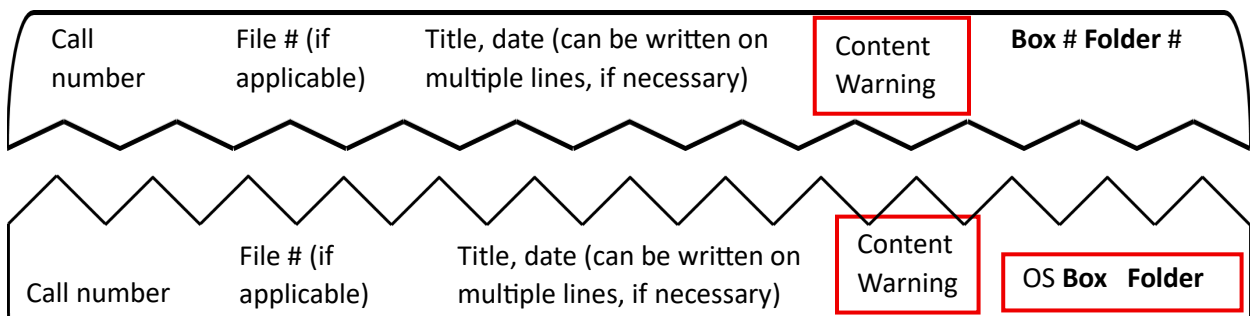 Call number
File # (if applicable)
Title, date (can be written on multiple lines, if necessary)
Content Warning
Box # Folder #
Call number
File # (if applicable)
Title, date (can be written on multiple lines, if necessary)
Content Warning
OS Box Folder